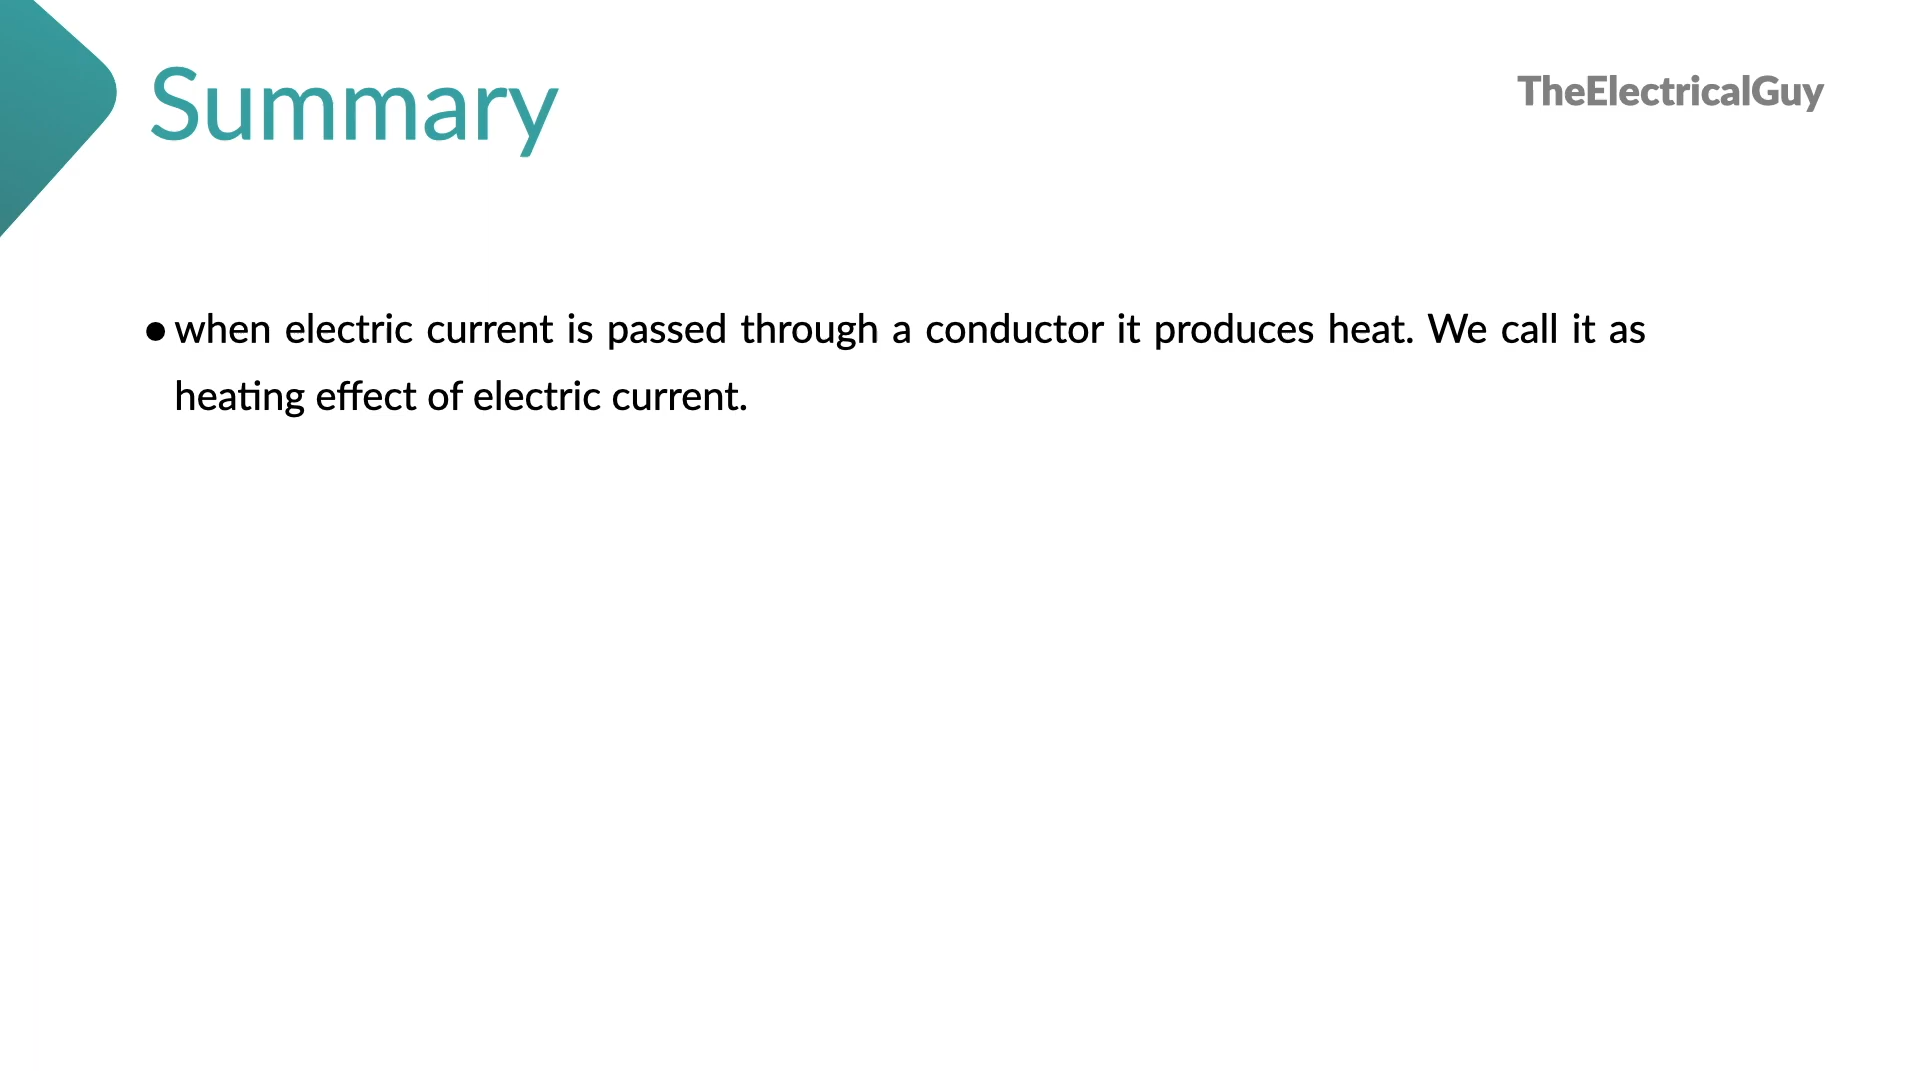 Summary
TheElectricalGuy
● when electric current is passed through a conductor it produces heat. We call it as
heating effect of electric current.